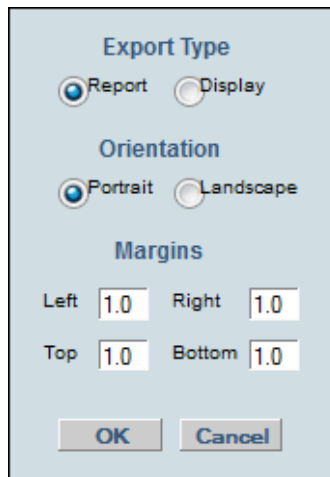 Export Type
Report Display
Orientation
Portrait Landscape
Margins
Left 1.0 Right 1.0
Top 1.0 Bottom 1.0
OK Cancel